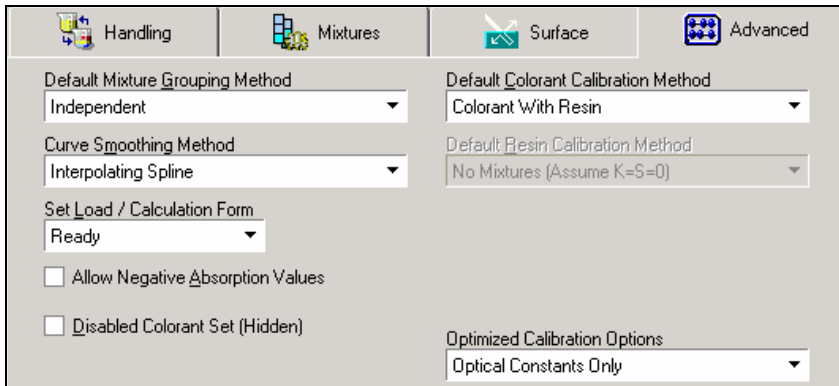 Handling
Mixtures
Surface
Advanced
Default Mixture Grouping Method
Independent
Default Colorant Calibration Method
Colorant With Resin
Curve Smoothing Method
Interpolating Spline
Default Resin Calibration Method
No Mixtures (Assume K=S=0)
Set Load / Calculation Form
Ready
Allow Negative Absorption Values
Disabled Colorant Set (Hidden)
Optimized Calibration Options
Optical Constants Only